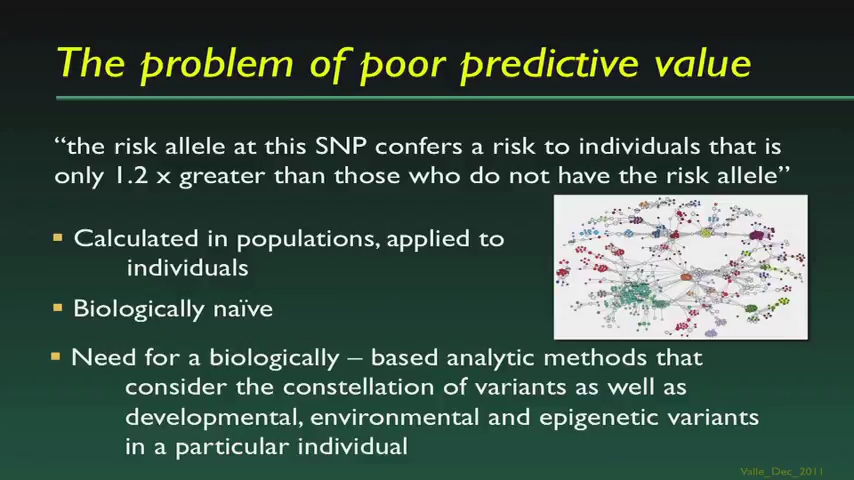 The problem of poor predictive value
“the risk allele at this SNP confers a risk to individuals that is
only 1.2 x greater than those who do not have the risk allele”
Calculated in populations, applied to
individuals
Biologically naïve
Need for a biologically – based analytic methods that
consider the constellation of variants as well as
developmental, environmental and epigenetic variants
in a particular individual
Valle_Dec_2011